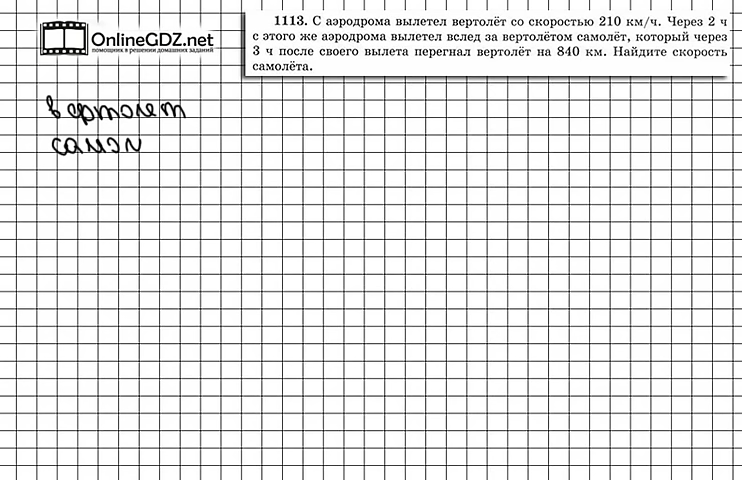 OnlineGDZ.net
помощник в решении домашних заданий
1113. С аэродрома вылетел вертолёт со скоростью 210 км/ч. Через 2 ч
с этого же аэродрома вылетел вслед за вертолётом самолёт, который через
3 ч после своего вылета перегнал вертолёт на 840 км. Найдите скорость
самолёта.
вертолет
самол